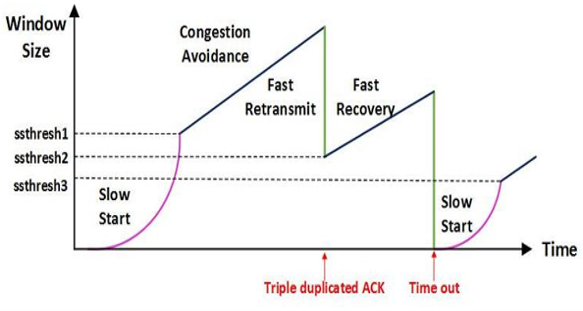 Window
Size
Congestion
Avoidance
Fast
Retransmit
Fast
Recovery
ssthresh1
ssthresh2
ssthresh3
Slow
Start
Slow
Start
Time
Triple duplicated ACK
Time out